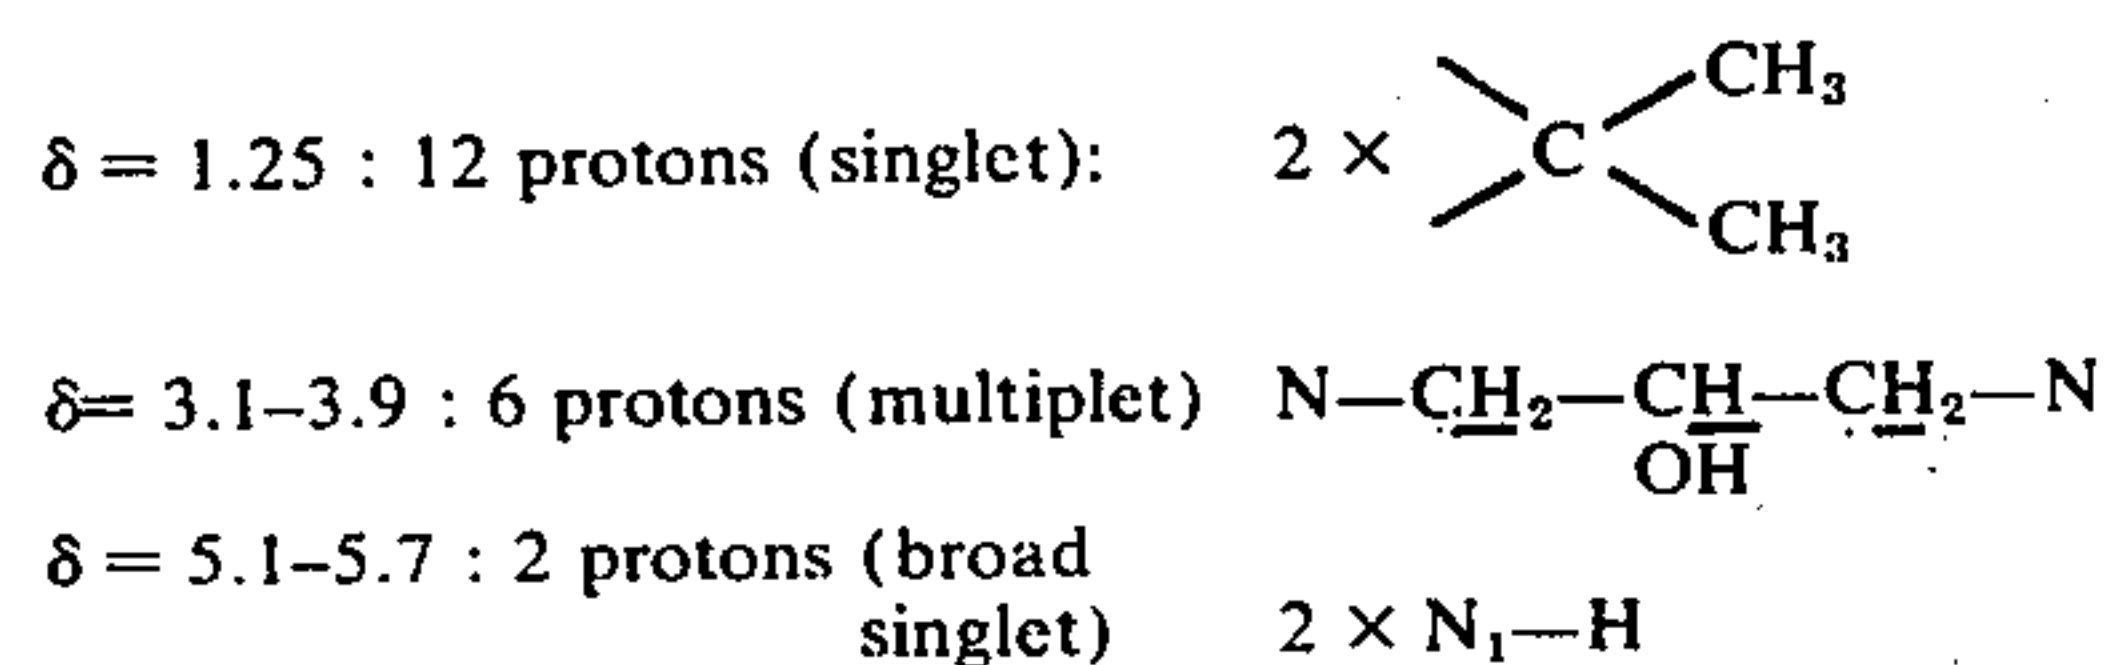 CH₃
δ = 1.25 : 12 protons (singlet): 2 × C
CH₃
δ= 3.1–3.9 : 6 protons (multiplet) N—CH₂—CH—CH₂—N
OH
δ = 5.1–5.7 : 2 protons (broad
singlet) 2 × N₁—H